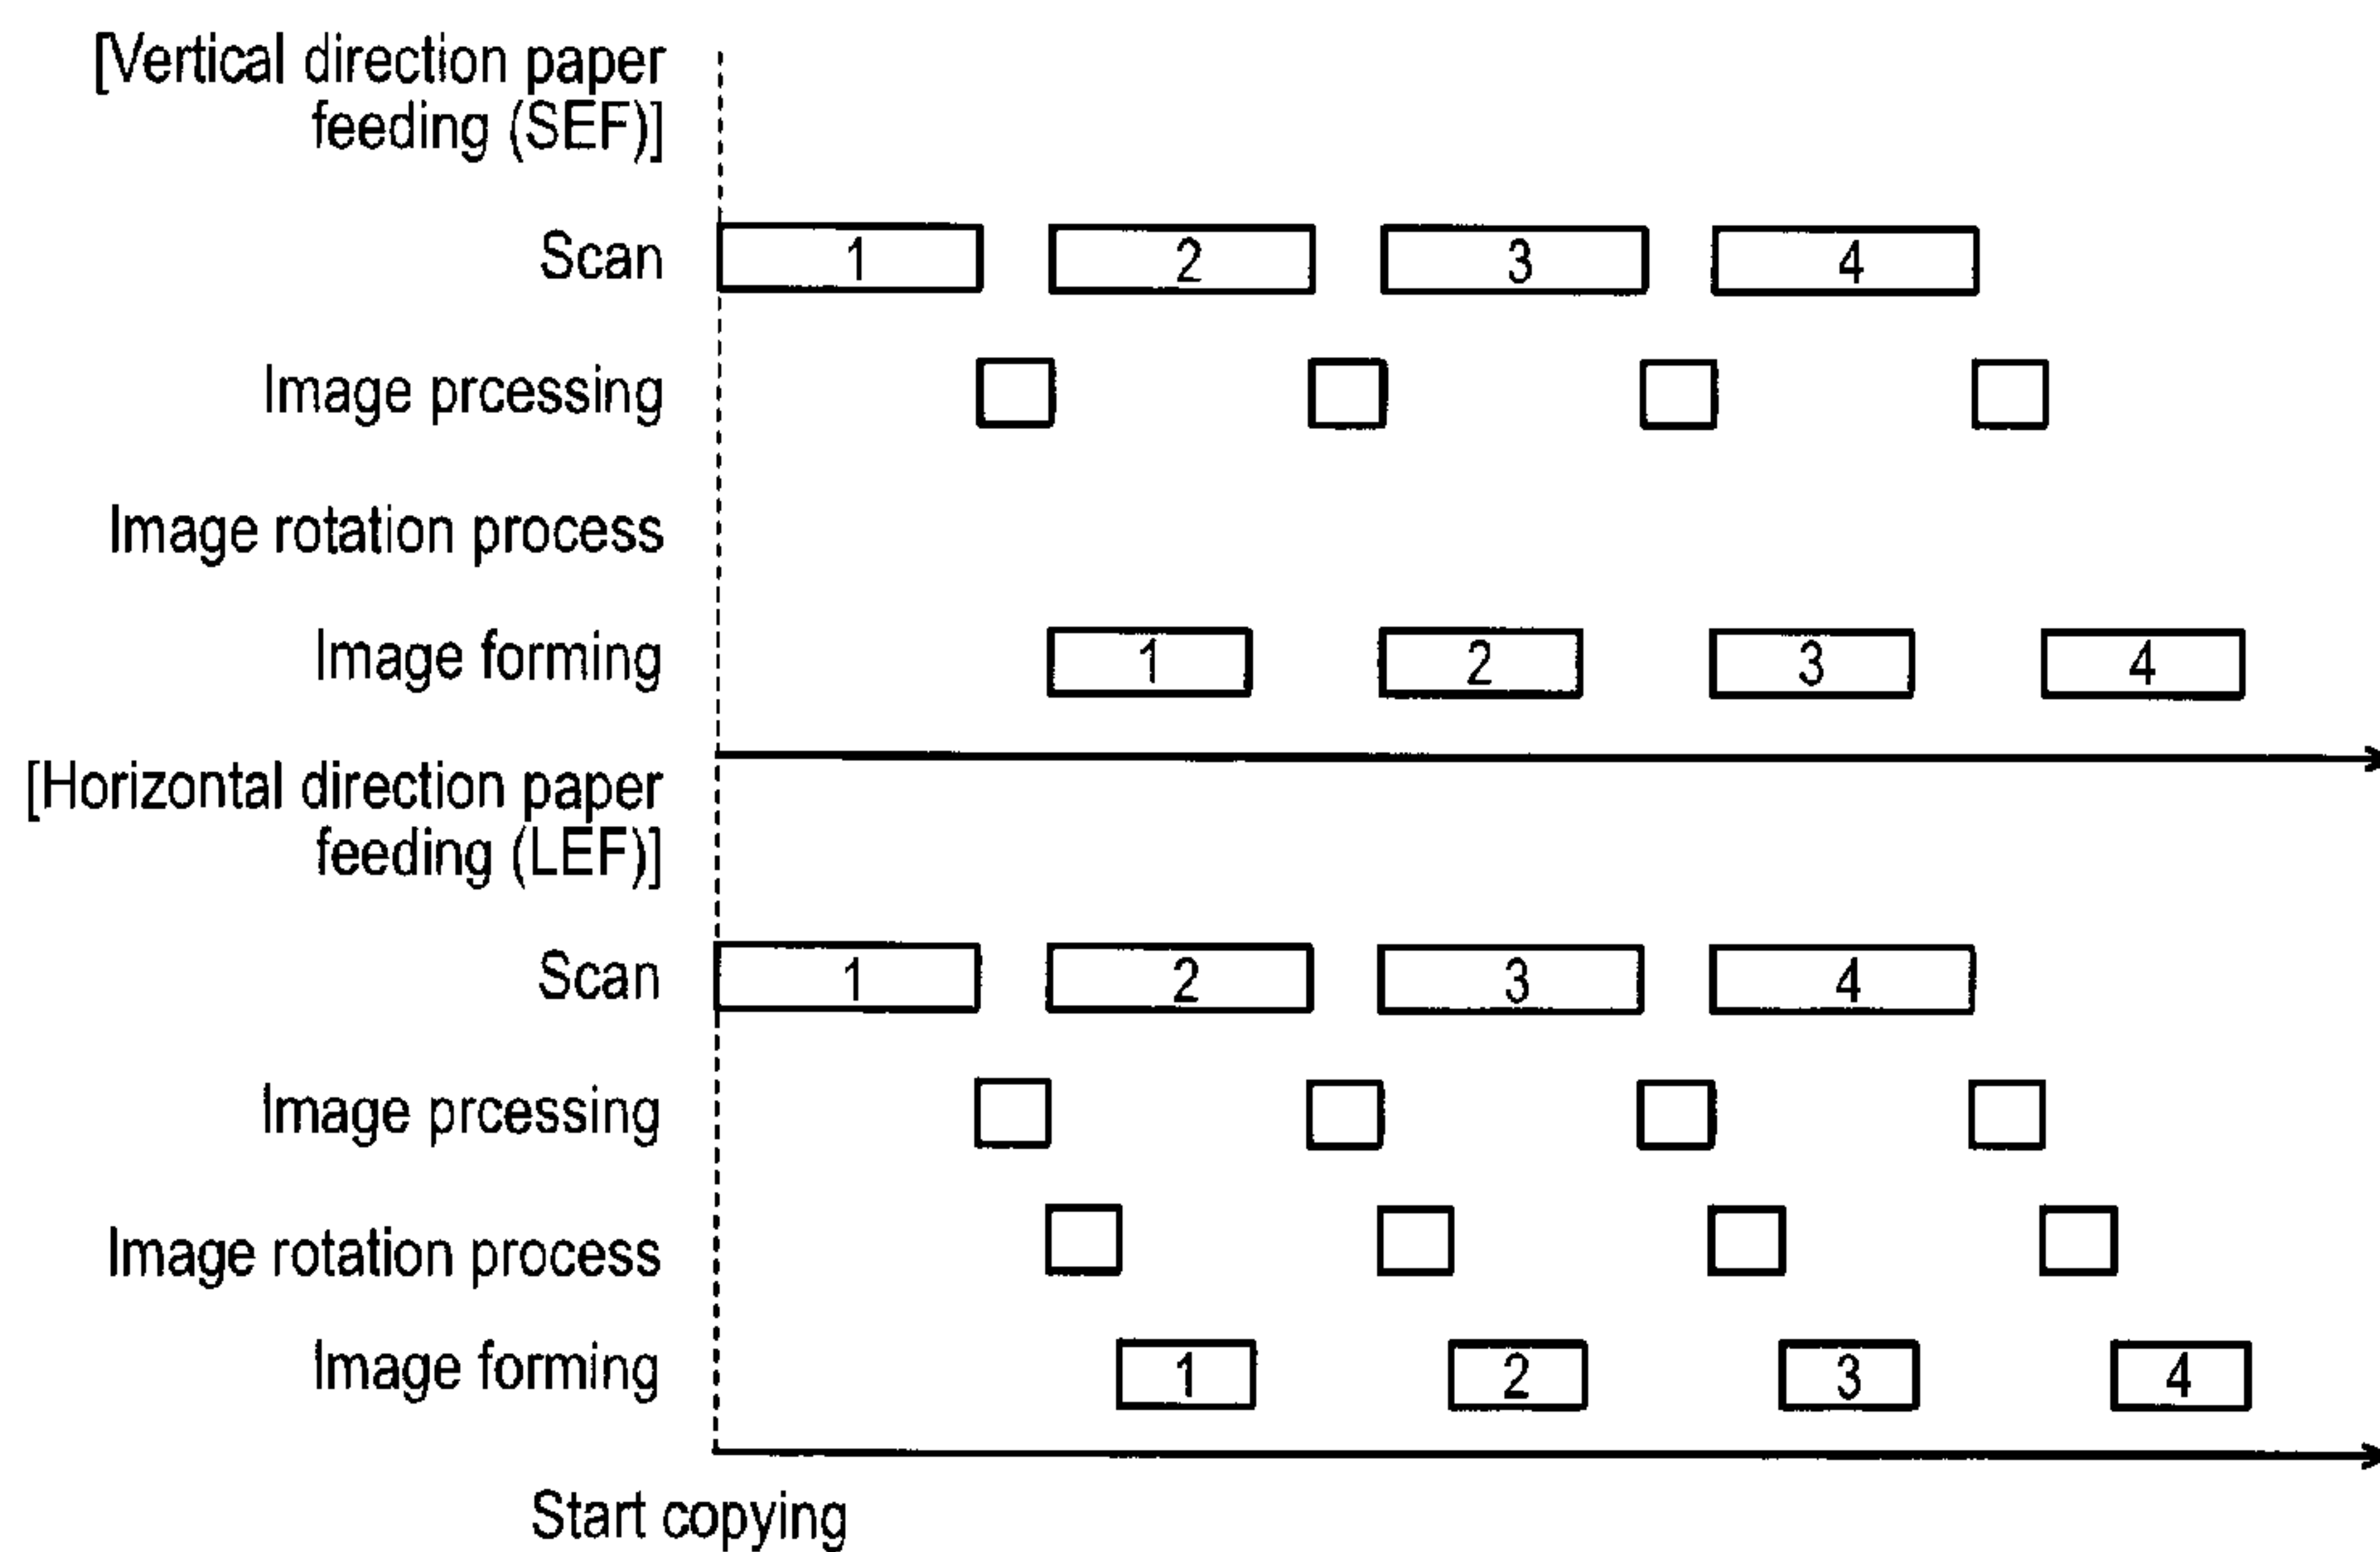 [Vertical direction paper
feeding (SEF)]
Scan 1 2 3 4
Image prcessing
Image rotation process
Image forming 1 2 3 4
[Horizontal direction paper
feeding (LEF)]
Scan 1 2 3 4
Image prcessing
Image rotation process
Image forming 1 2 3 4
Start copying